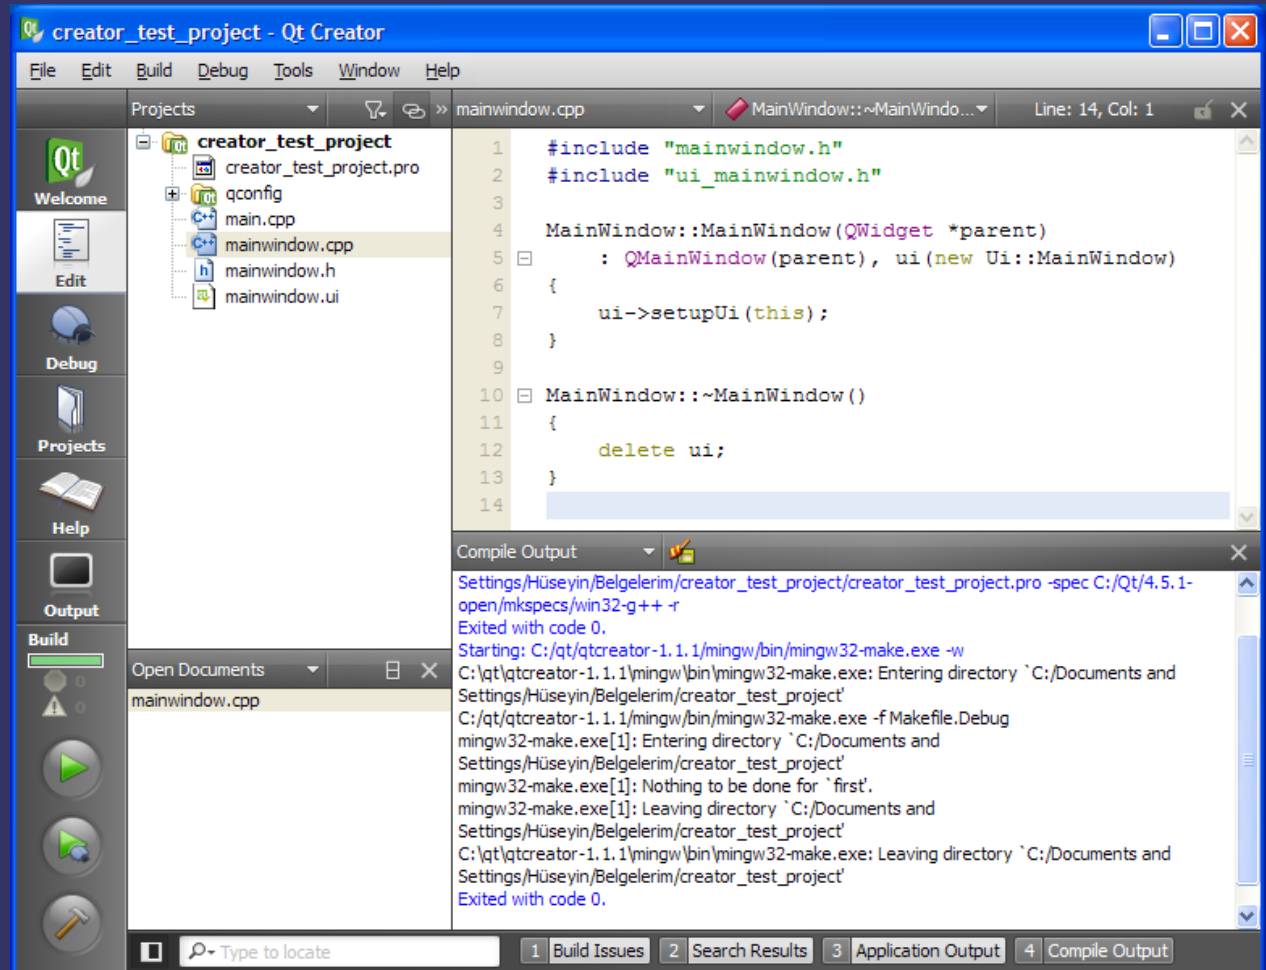 creator_test_project - Qt Creator
File Edit Build Debug Tools Window Help
Projects
mainwindow.cpp
MainWindow::~MainWindo...
Line: 14, Col: 1
Qt
Welcome
Edit
Debug
Projects
Help
Output
Build
0
0
creator_test_project
creator_test_project.pro
qconfig
main.cpp
mainwindow.cpp
mainwindow.h
mainwindow.ui
Open Documents
mainwindow.cpp
1 #include "mainwindow.h"
2 #include "ui_mainwindow.h"
3
4 MainWindow::MainWindow(QWidget *parent)
5 : QMainWindow(parent), ui(new Ui::MainWindow)
6 {
7 ui->setupUi(this);
8 }
9
10 MainWindow::~MainWindow()
11 {
12 delete ui;
13 }
14
Compile Output
Settings/Hüseyin/Belgelerim/creator_test_project/creator_test_project.pro -spec C:/Qt/4.5.1-
open/mkspecs/win32-g++ -r
Exited with code 0.
Starting: C:/qt/qtcreator-1.1.1/mingw/bin/mingw32-make.exe -w
C:\qt\qtcreator-1.1.1\mingw\bin\mingw32-make.exe: Entering directory `C:/Documents and
Settings/Hüseyin/Belgelerim/creator_test_project'
C:/qt/qtcreator-1.1.1/mingw/bin/mingw32-make.exe -f Makefile.Debug
mingw32-make.exe[1]: Entering directory `C:/Documents and
Settings/Hüseyin/Belgelerim/creator_test_project'
mingw32-make.exe[1]: Nothing to be done for `first'.
mingw32-make.exe[1]: Leaving directory `C:/Documents and
Settings/Hüseyin/Belgelerim/creator_test_project'
C:\qt\qtcreator-1.1.1\mingw\bin\mingw32-make.exe: Leaving directory `C:/Documents and
Settings/Hüseyin/Belgelerim/creator_test_project'
Exited with code 0.
Type to locate
1 Build Issues 2 Search Results 3 Application Output 4 Compile Output